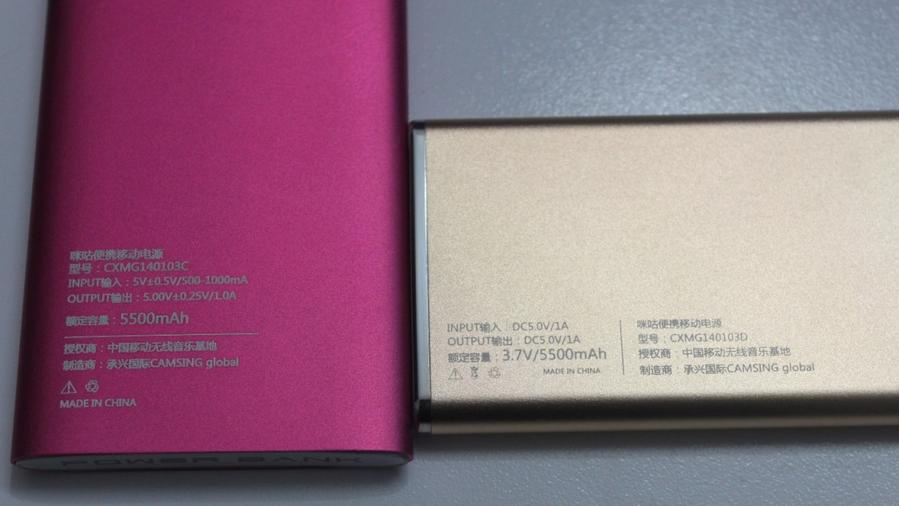 咪咕便携移动电源
型号：CXMG140103C
INPUT输入：5V±0.5V/500-1000mA
OUTPUT输出：5.00V±0.25V/1.0A
额定容量：5500mAh
授权商：中国移动无线音乐基地
制造商：承兴国际CAMSING global
MADE IN CHINA
POWER BANK
INPUT输入：DC5.0V/1A
OUTPUT输出：DC5.0V/1A
额定容量：3.7V/5500mAh
MADE IN CHINA
咪咕便携移动电源
型号：CXMG140103D
授权商：中国移动无线音乐基地
制造商：承兴国际CAMSING global